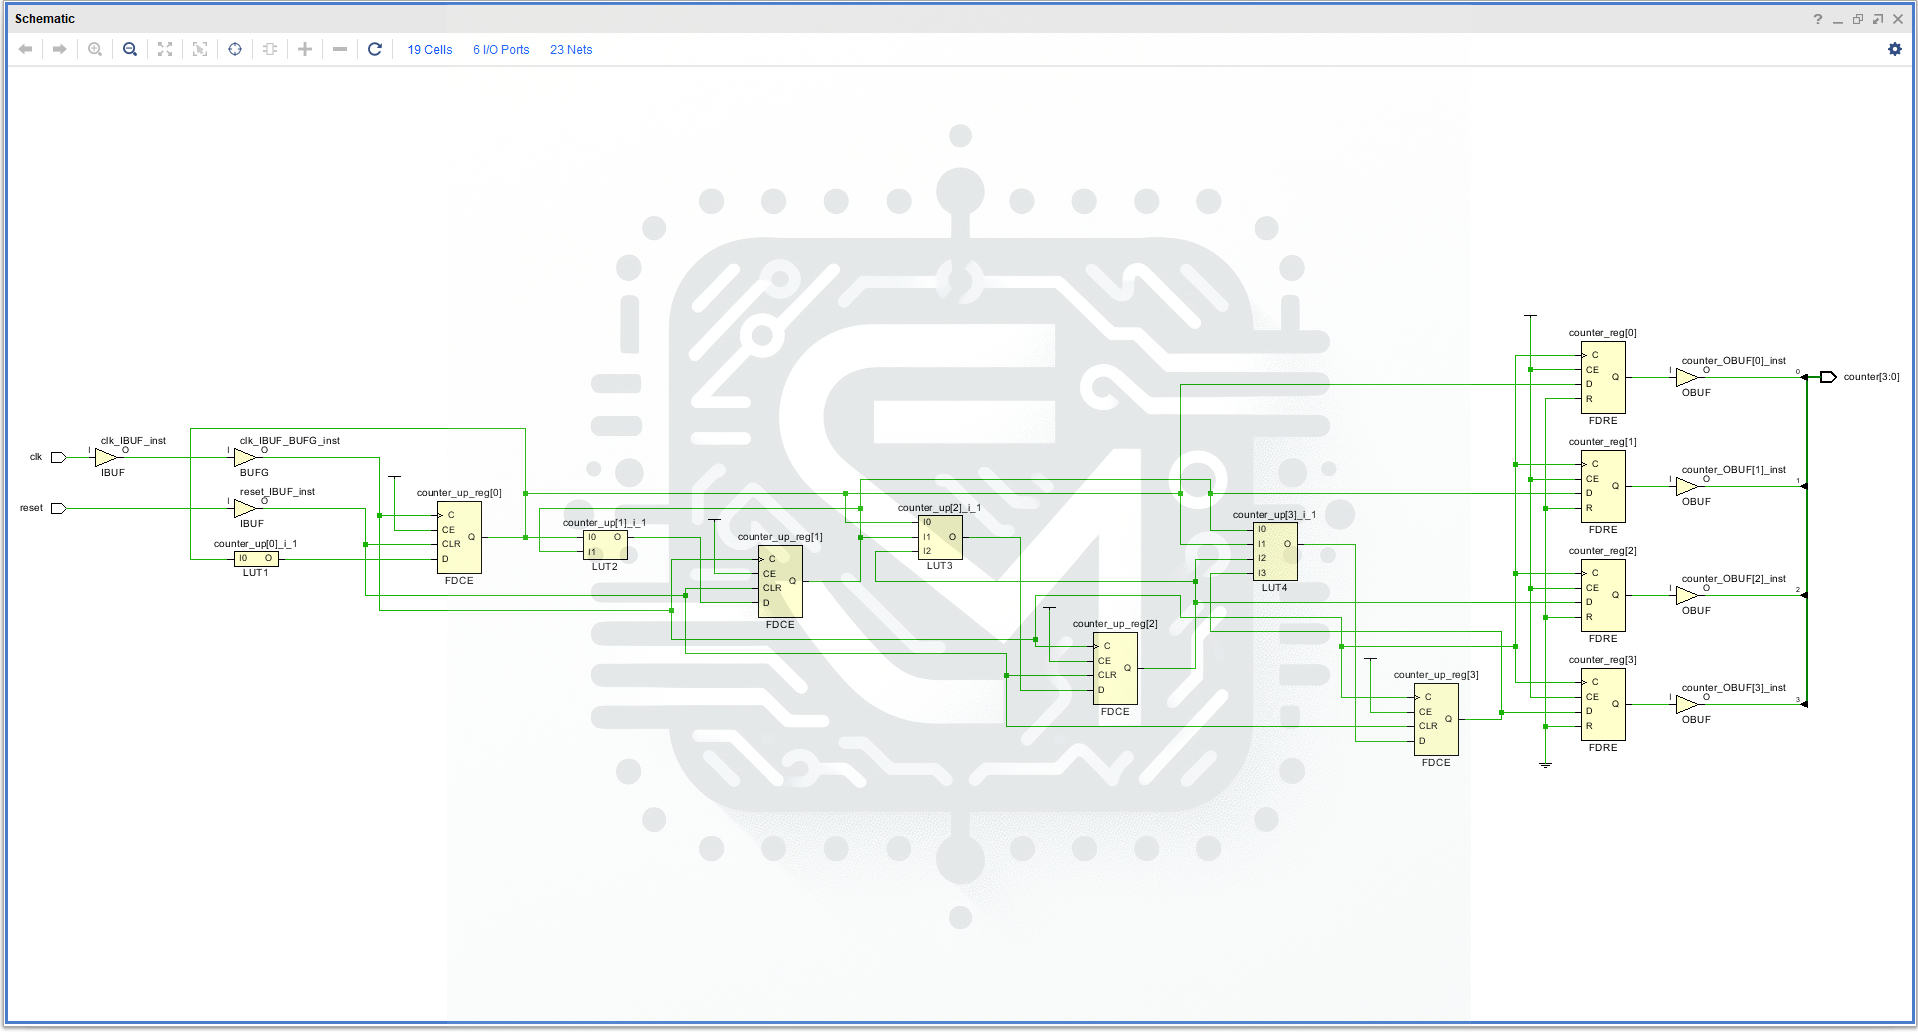 Schematic
19 Cells 6 I/O Ports 23 Nets
clk
I
clk_IBUF_inst
O
IBUF
I
clk_IBUF_BUFG_inst
O
BUFG
reset
I
reset_IBUF_inst
O
IBUF
counter_up[0]_i_1
I0 O
LUT1
counter_up_reg[0]
C
CE
CLR
D
Q
FDCE
counter_up[1]_i_1
I0 O
I1
LUT2
counter_up_reg[1]
C
CE
CLR
D
Q
FDCE
counter_up[2]_i_1
I0
I1 O
I2
LUT3
counter_up_reg[2]
C
CE
CLR
D
Q
FDCE
counter_up[3]_i_1
I0
I1 O
I2
I3
LUT4
counter_up_reg[3]
C
CE
CLR
D
Q
FDCE
counter_reg[0]
C
CE
D
R
Q
FDRE
counter_OBUF[0]_inst
I O
OBUF
0
counter[3:0]
counter_reg[1]
C
CE
D
R
Q
FDRE
counter_OBUF[1]_inst
I O
OBUF
1
counter_reg[2]
C
CE
D
R
Q
FDRE
counter_OBUF[2]_inst
I O
OBUF
2
counter_reg[3]
C
CE
D
R
Q
FDRE
counter_OBUF[3]_inst
I O
OBUF
3